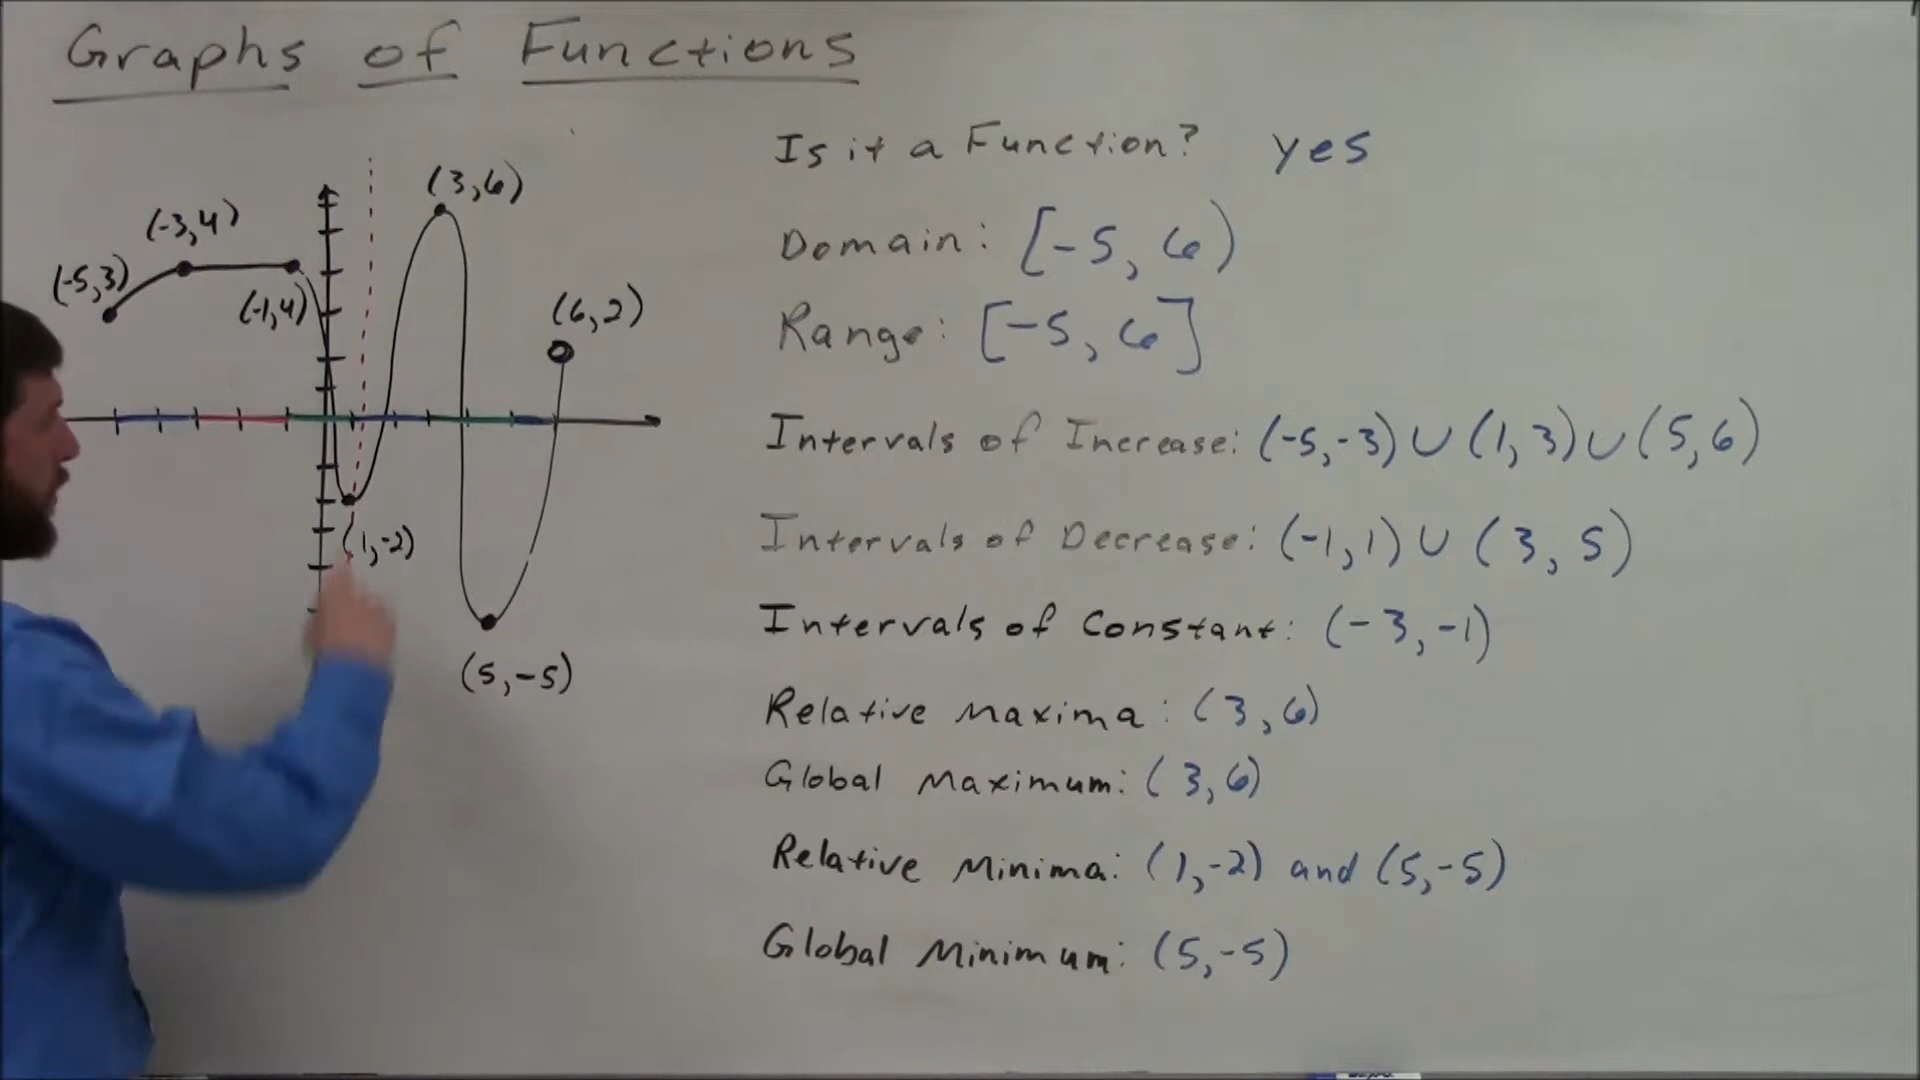 Graphs of Functions
Is it a Function? yes
Domain: [-5, 6)
Range: [-5, 6]
Intervals of Increase: (-5,-3) ∪ (1,3) ∪ (5,6)
Intervals of Decrease: (-1,1) ∪ (3,5)
Intervals of Constant: (-3,-1)
Relative Maxima: (3,6)
Global Maximum: (3,6)
Relative Minima: (1,-2) and (5,-5)
Global Minimum: (5,-5)
(3,6)
(-3,4)
(-5,3)
(-1,4)
(6,2)
(1,-2)
(5,-5)